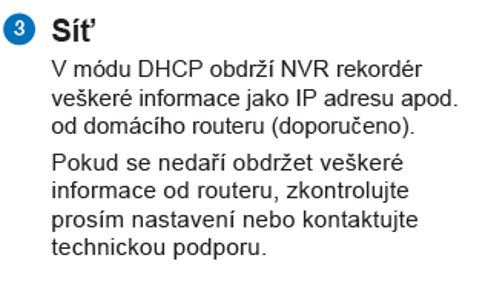 3 Síť
V módu DHCP obdrží NVR rekordér
veškeré informace jako IP adresu apod.
od domácího routeru (doporučeno).
Pokud se nedaří obdržet veškeré
informace od routeru, zkontrolujte
prosím nastavení nebo kontaktujte
technickou podporu.